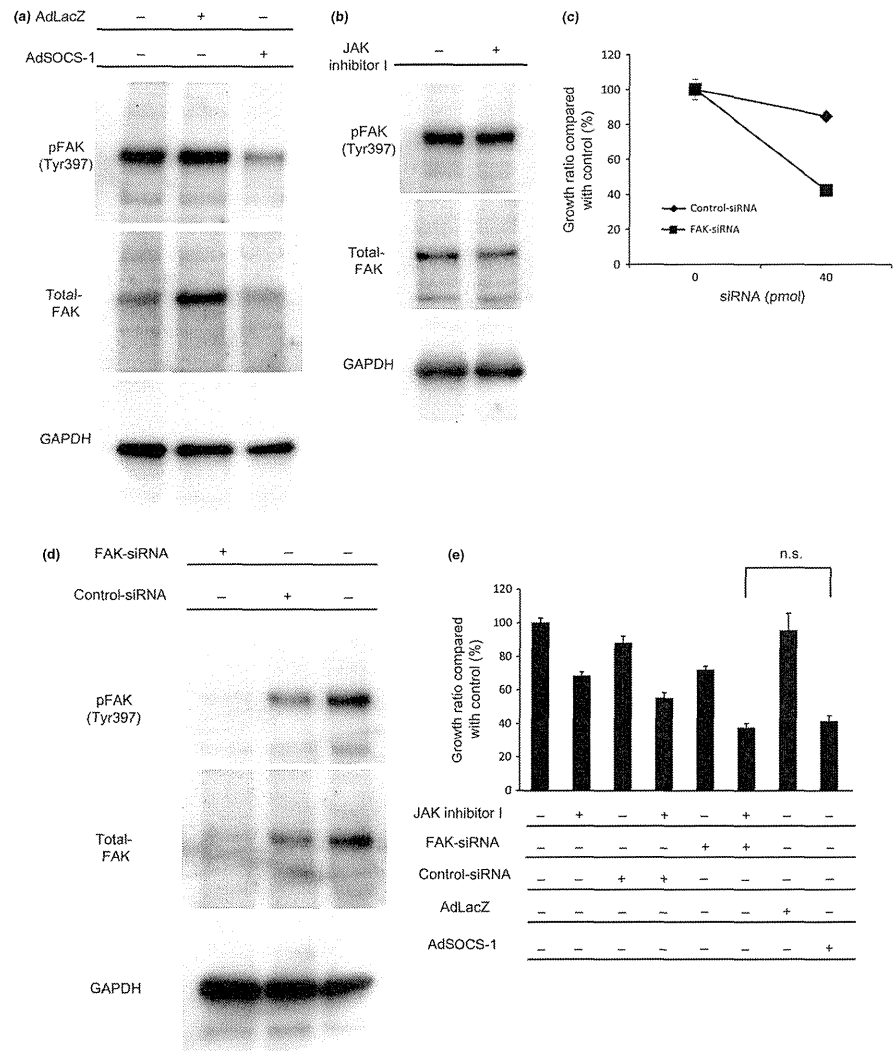 (a) AdLacZ – + –
AdSOCS-1 – – +
pFAK
(Tyr397)
Total-
FAK
GAPDH
(b) JAK
inhibitor I – +
pFAK
(Tyr397)
Total-
FAK
GAPDH
(c)
Growth ratio compared
with control (%)
120
100
80
60
40
20
0
Control-siRNA
FAK-siRNA
0 40
siRNA (pmol)
(d) FAK-siRNA + – –
Control-siRNA – + –
pFAK
(Tyr397)
Total-
FAK
GAPDH
(e)
n.s.
Growth ratio compared
with control (%)
120
100
80
60
40
20
0
JAK inhibitor I – + – + – + – –
FAK-siRNA – – – – + + – –
Control-siRNA – – + + – – – –
AdLacZ – – – – – – + –
AdSOCS-1 – – – – – – – +